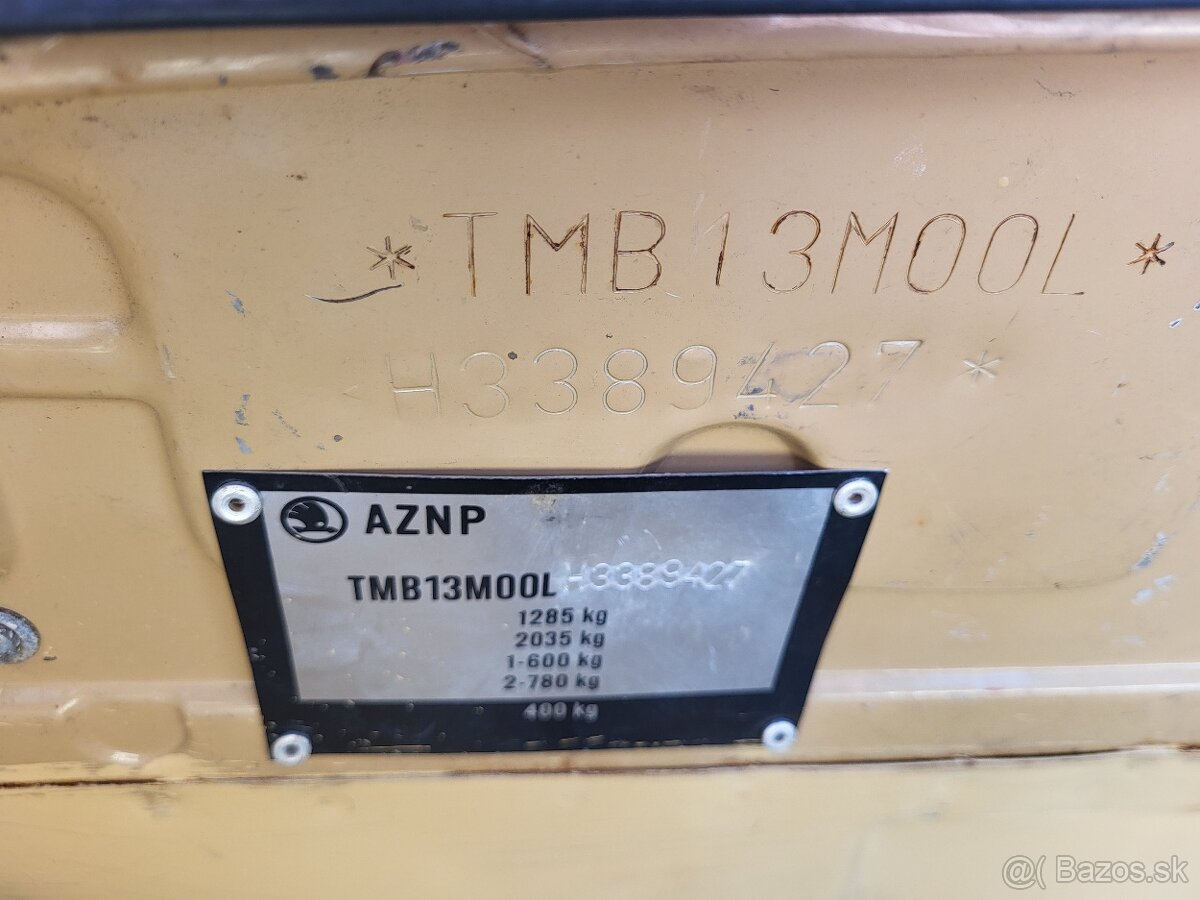 *TMB13M00L*
H3389427*
AZNP
TMB13M00L H3389427
1285 kg
2035 kg
1-600 kg
2-780 kg
400 kg
@( Bazos.sk